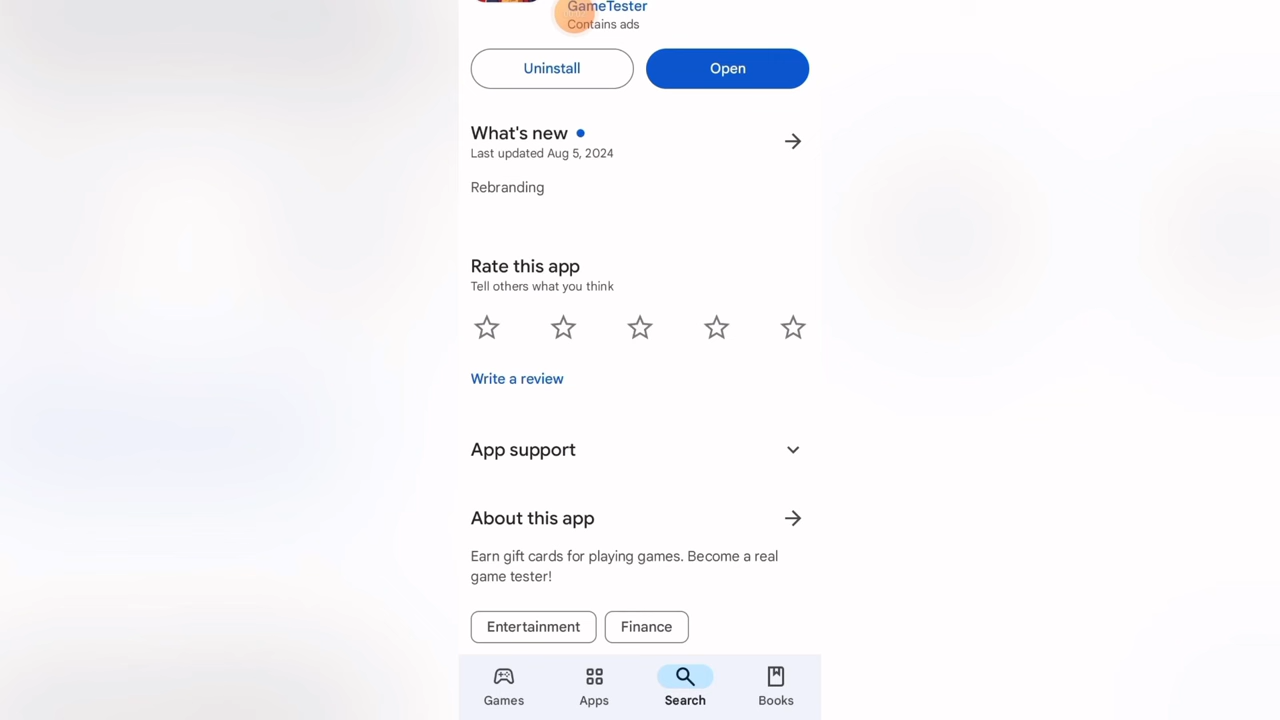 GameTester
Contains ads
Uninstall
Open
What's new
Last updated Aug 5, 2024
Rebranding
Rate this app
Tell others what you think
Write a review
App support
About this app
Earn gift cards for playing games. Become a real
game tester!
Entertainment
Finance
Games
Apps
Search
Books